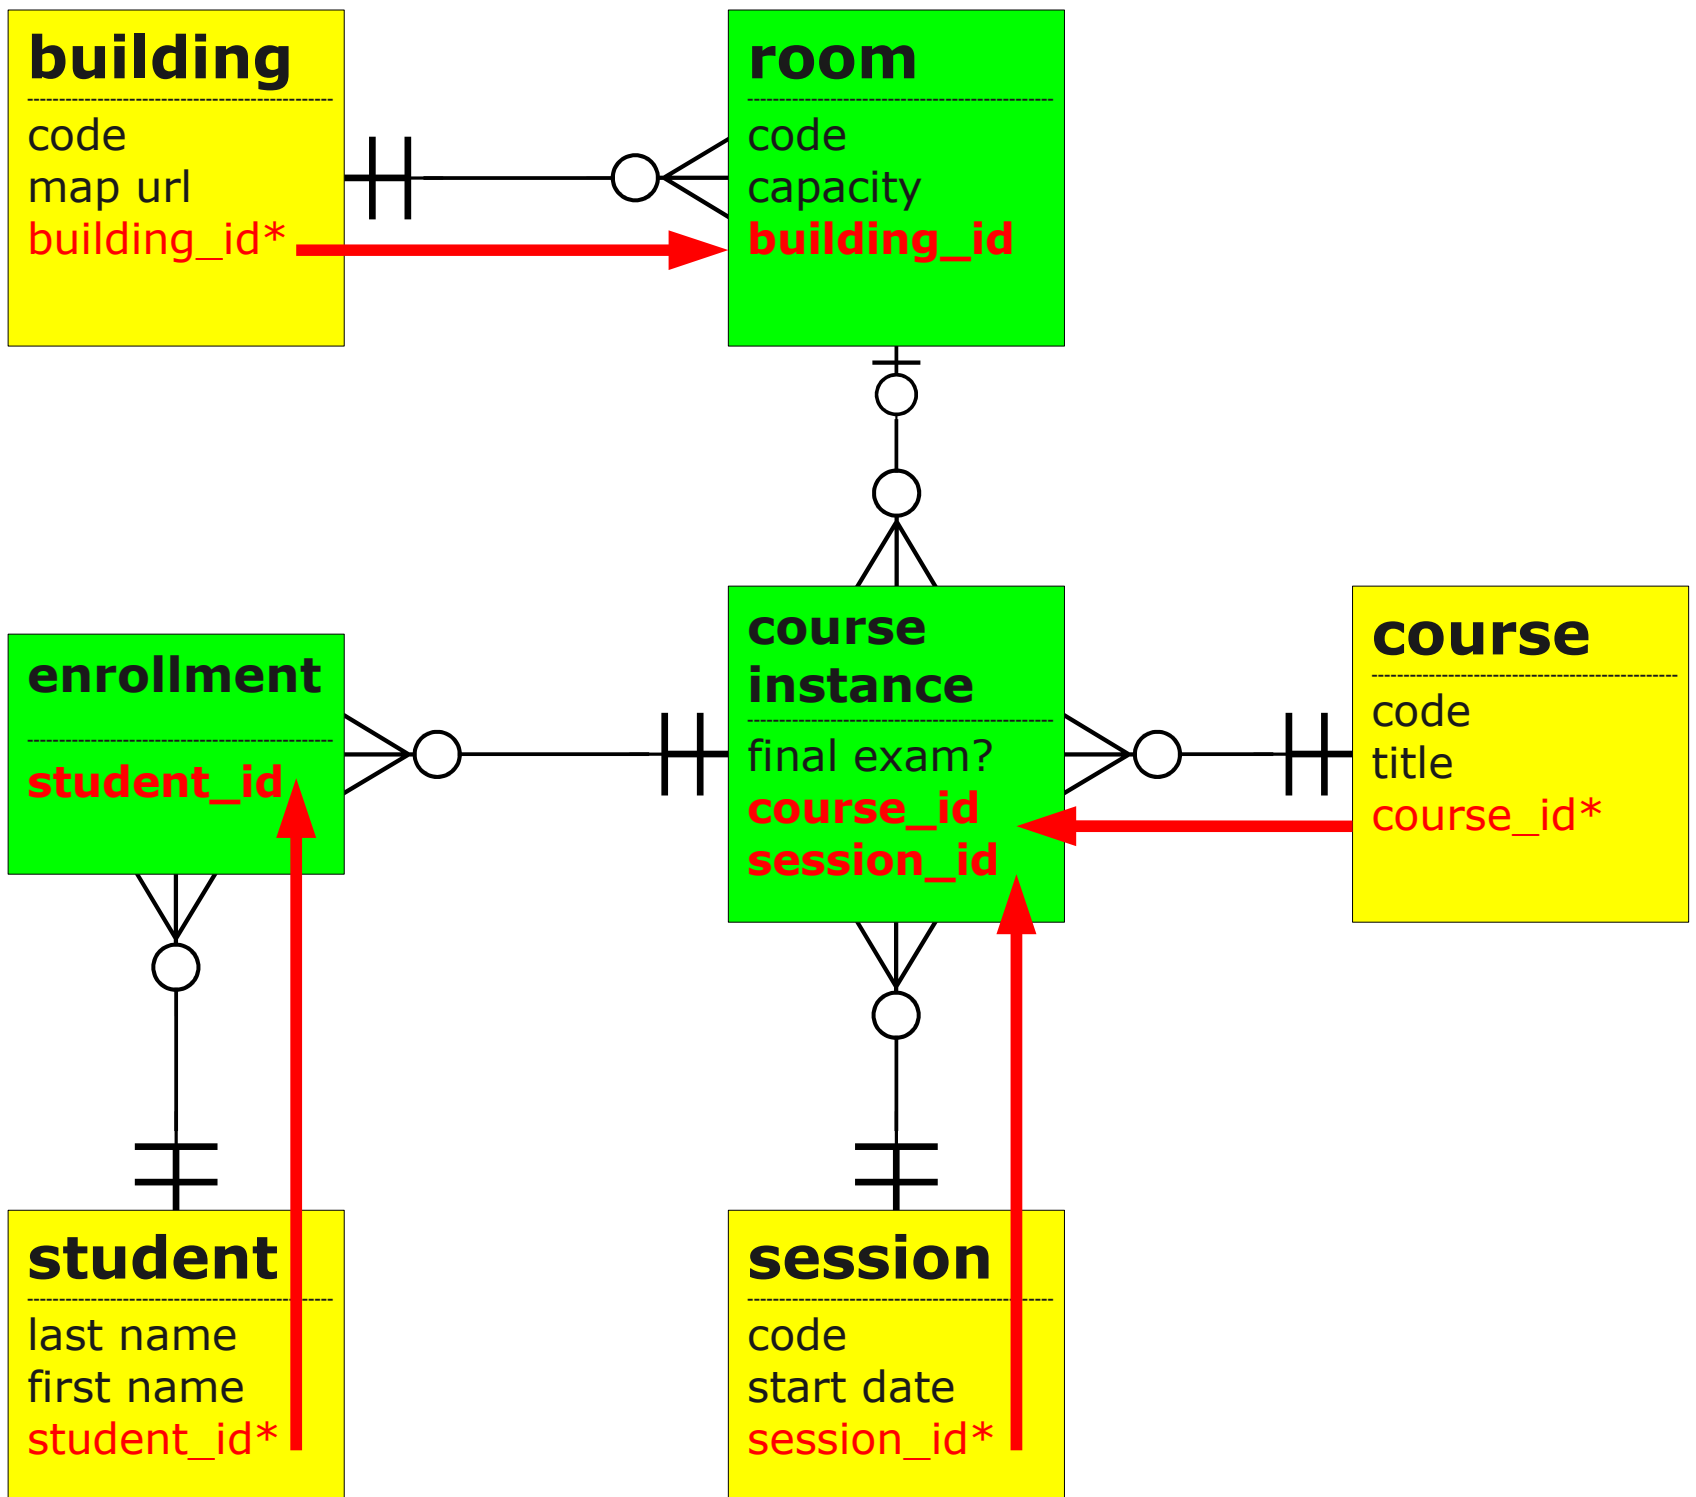 building
code
map url
building_id*
room
code
capacity
building_id
enrollment
student_id
course
instance
final exam?
course_id
session_id
course
code
title
course_id*
student
last name
first name
student_id*
session
code
start date
session_id*